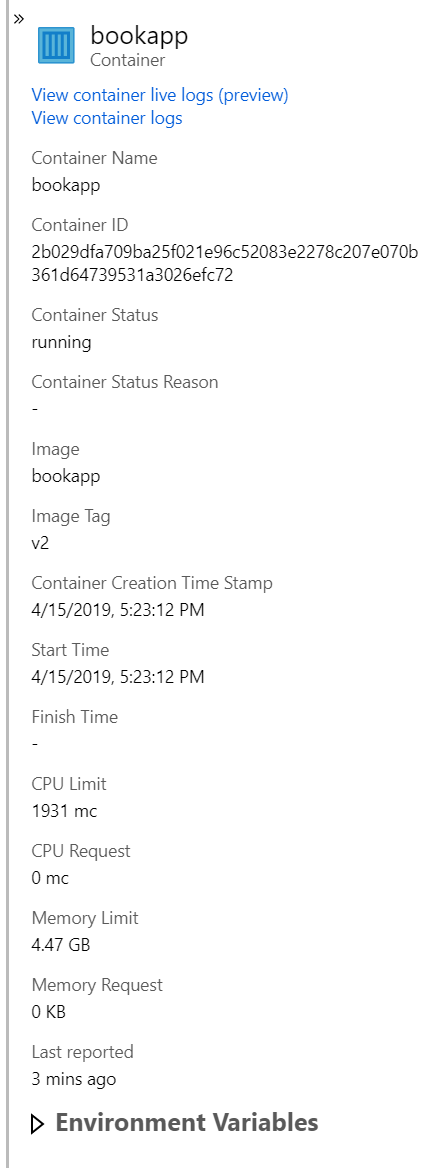 »
bookapp
Container
View container live logs (preview)
View container logs
Container Name
bookapp
Container ID
2b029dfa709ba25f021e96c52083e2278c207e070b
361d64739531a3026efc72
Container Status
running
Container Status Reason
-
Image
bookapp
Image Tag
v2
Container Creation Time Stamp
4/15/2019, 5:23:12 PM
Start Time
4/15/2019, 5:23:12 PM
Finish Time
-
CPU Limit
1931 mc
CPU Request
0 mc
Memory Limit
4.47 GB
Memory Request
0 KB
Last reported
3 mins ago
Environment Variables